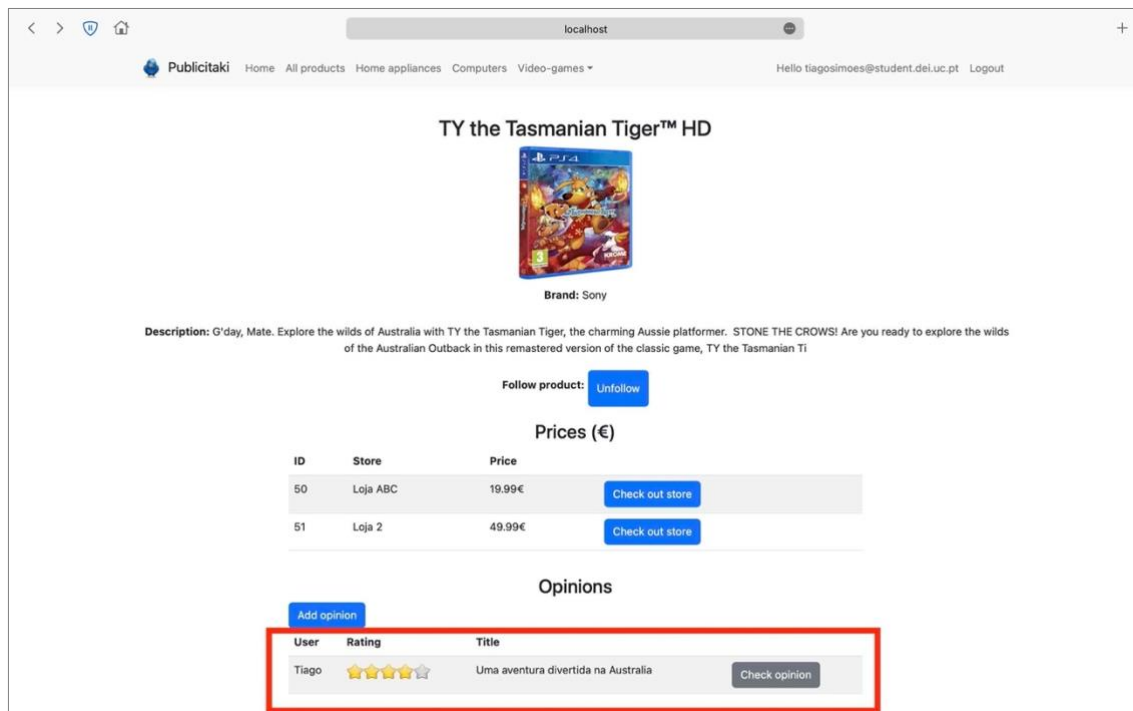 localhost
Publicitaki Home All products Home appliances Computers Video-games Hello tiagosimoes@student.dei.uc.pt Logout
TY the Tasmanian Tiger™ HD
PS4
3
KROME
Brand: Sony
Description: G'day, Mate. Explore the wilds of Australia with TY the Tasmanian Tiger, the charming Aussie platformer. STONE THE CROWS! Are you ready to explore the wilds
of the Australian Outback in this remastered version of the classic game, TY the Tasmanian Ti
Follow product: Unfollow
Prices (€)
ID Store Price
50 Loja ABC 19.99€ Check out store
51 Loja 2 49.99€ Check out store
Opinions
Add opinion
User Rating Title
Tiago Uma aventura divertida na Australia Check opinion